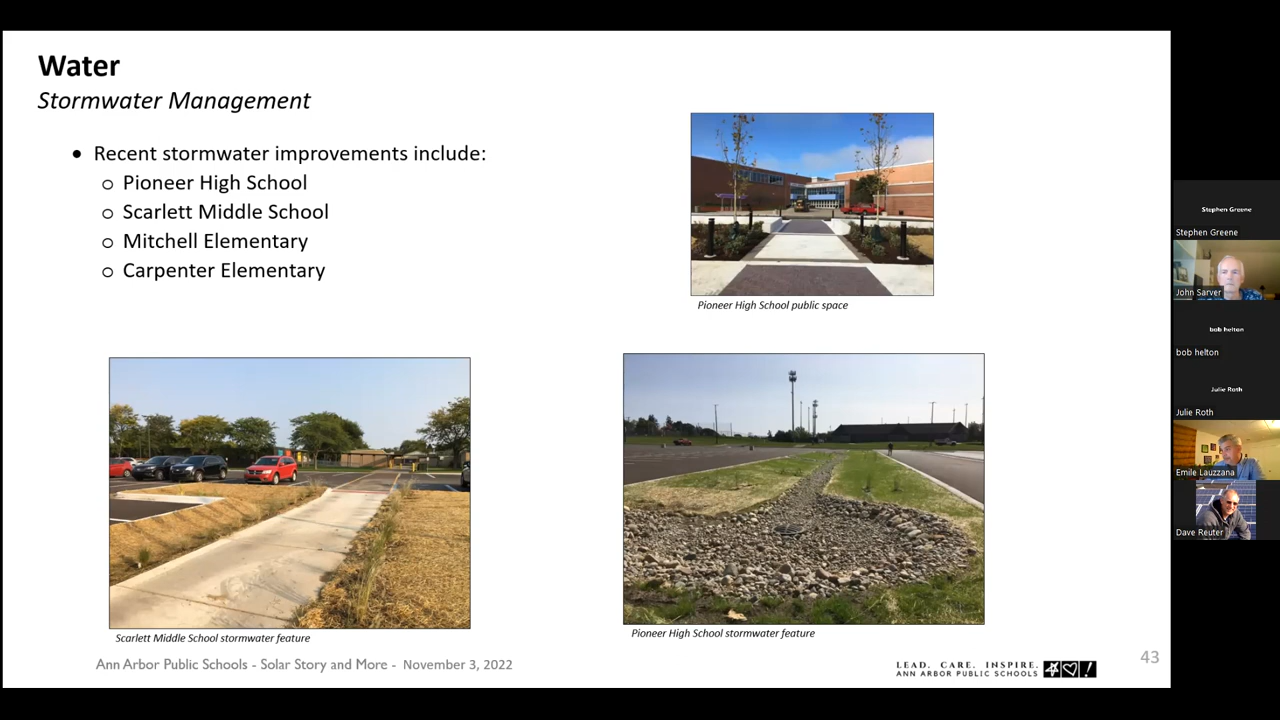 Water
Stormwater Management
● Recent stormwater improvements include:
○ Pioneer High School
○ Scarlett Middle School
○ Mitchell Elementary
○ Carpenter Elementary
Pioneer High School public space
Scarlett Middle School stormwater feature
Pioneer High School stormwater feature
Ann Arbor Public Schools - Solar Story and More - November 3, 2022
LEAD. CARE. INSPIRE.
ANN ARBOR PUBLIC SCHOOLS
43
Stephen Greene
Stephen Greene
John Sarver
bob helton
bob helton
Julie Roth
Julie Roth
Emile Lauzzana
Dave Reuter